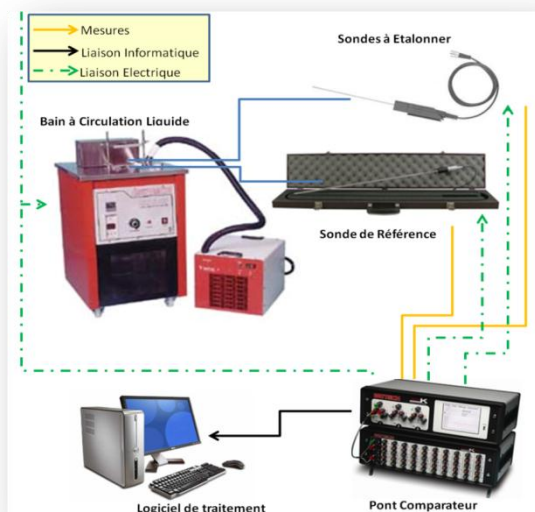 Mesures
Liaison Informatique
Liaison Electrique
Sondes à Etalonner
Bain à Circulation Liquide
Sonde de Référence
Logiciel de traitement
Pont Comparateur